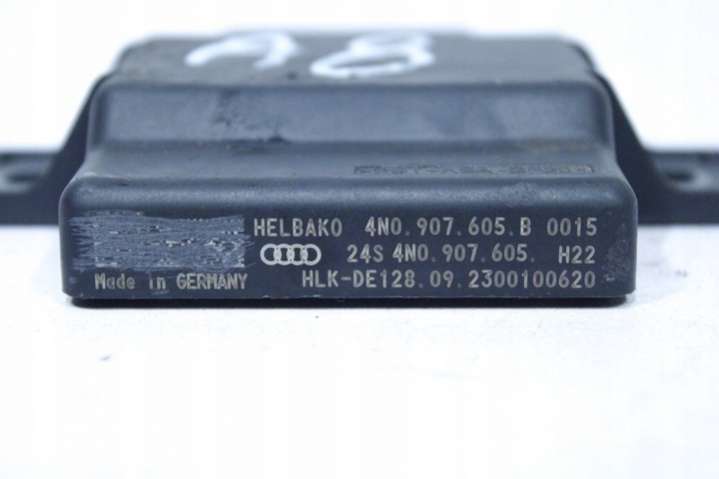 A8
HELBAKO 4N0.907.605.B 0015
24S 4N0.907.605. H22
Made in GERMANY HLK-DE128.09.2300100620